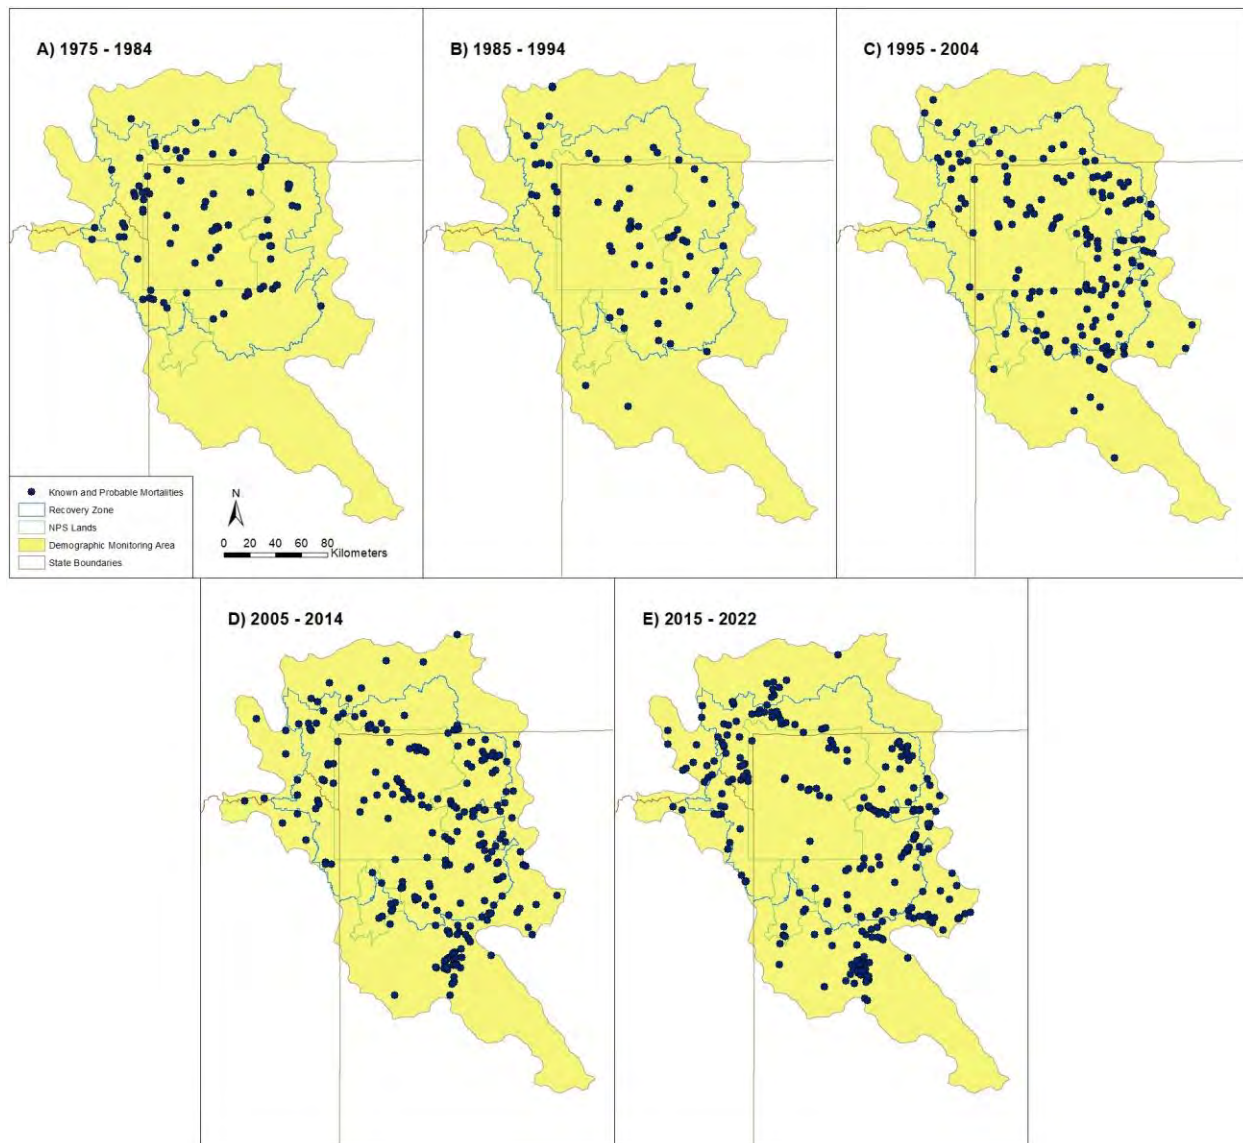 A) 1975 - 1984
B) 1985 - 1994
C) 1995 - 2004
Known and Probable Mortalities
Recovery Zone
NPS Lands
Demographic Monitoring Area
State Boundaries
N
0 20 40 60 80
Kilometers
D) 2005 - 2014
E) 2015 - 2022